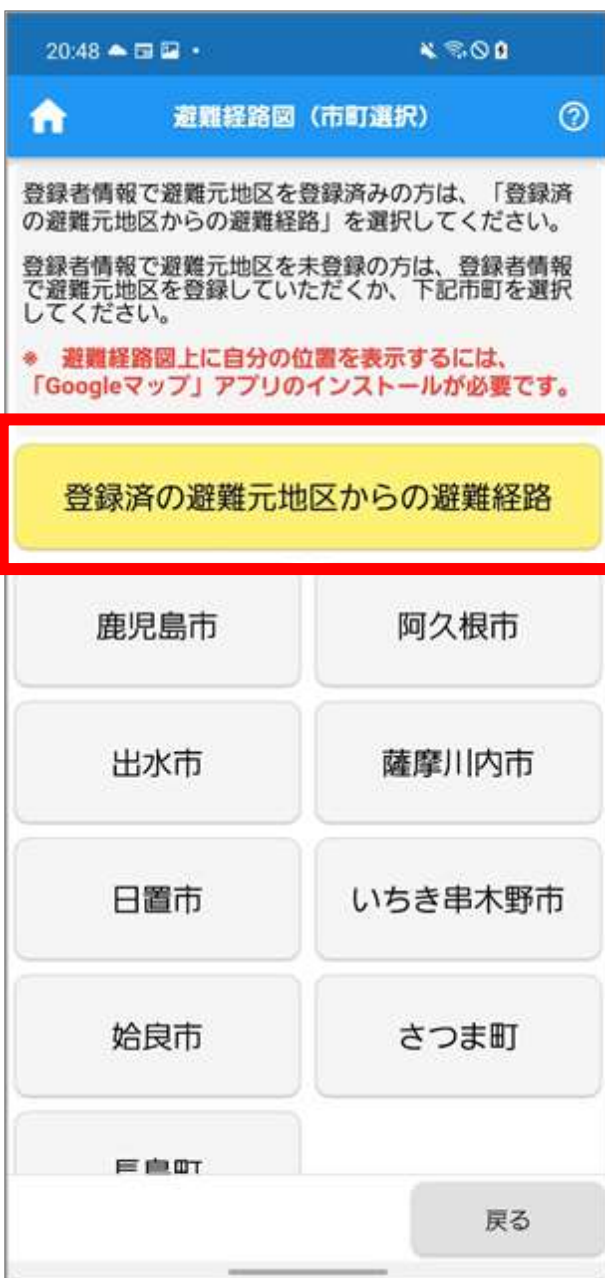 20:48
避難経路図（市町選択）
登録者情報で避難元地区を登録済みの方は、「登録済
の避難元地区からの避難経路」を選択してください。
登録者情報で避難元地区を未登録の方は、登録者情報
で避難元地区を登録していただくか、下記市町を選択
してください。
※　避難経路図上に自分の位置を表示するには、
「Googleマップ」アプリのインストールが必要です。
登録済の避難元地区からの避難経路
鹿児島市
阿久根市
出水市
薩摩川内市
日置市
いちき串木野市
姶良市
さつま町
長島町
戻る